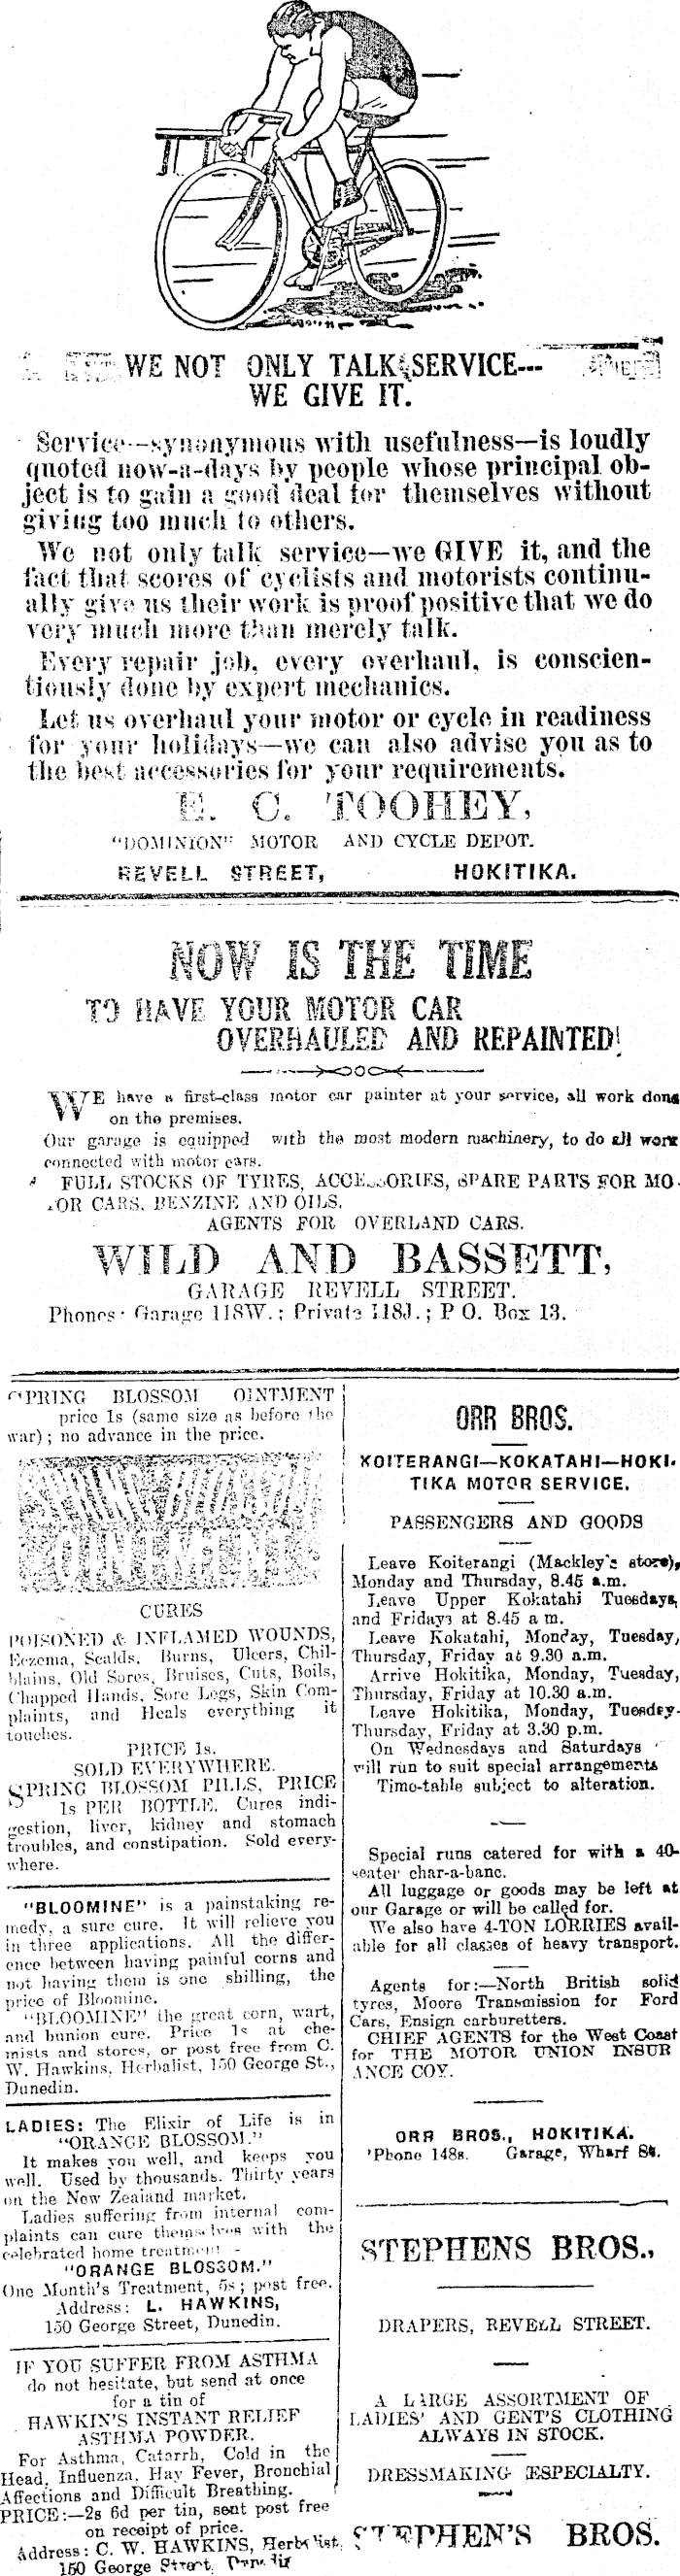 WE NOT ONLY TALK SERVICE---
WE GIVE IT.
Service--synonymous with usefulness—is loudly
quoted now-a-days by people whose principal ob-
ject is to gain a good deal for themselves without
giving too much to others.
We not only talk service—we GIVE it, and the
fact that scores of cyclists and motorists continu-
ally give us their work is proof positive that we do
very much more than merely talk.
Every repair job, every overhaul, is conscien-
tiously done by expert mechanics.
Let us overhaul your motor or cycle in readiness
for your holidays—we can also advise you as to
the best accessories for your requirements.
E. C. TOOHEY,
"DOMINION" MOTOR AND CYCLE DEPOT.
REVELL STREET, HOKITIKA.
NOW IS THE TIME
TO HAVE YOUR MOTOR CAR
OVERHAULED AND REPAINTED!
WE have a first-class motor car painter at your service, all work done
on the premises.
Our garage is equipped with the most modern machinery, to do all work
connected with motor cars.
FULL STOCKS OF TYRES, ACCESSORIES, SPARE PARTS FOR MO-
TOR CARS. BENZINE AND OILS.
AGENTS FOR OVERLAND CARS.
WILD AND BASSETT,
GARAGE REVELL STREET.
Phones: Garage 118W.; Private 118J.; P O. Box 13.
SPRING BLOSSOM OINTMENT
price 1s (same size as before the
war); no advance in the price.
SPRING BLOSSOM
OINTMENT
CURES
POISONED & INFLAMED WOUNDS,
Eczema, Scalds, Burns, Ulcers, Chil-
blains, Old Sores, Bruises, Cuts, Boils,
Chapped Hands, Sore Legs, Skin Com-
plaints, and Heals everything it
touches.
PRICE 1s.
SOLD EVERYWHERE.
SPRING BLOSSOM PILLS, PRICE
1s PER BOTTLE. Cures indi-
gestion, liver, kidney and stomach
troubles, and constipation. Sold every-
where.
"BLOOMINE" is a painstaking re-
medy, a sure cure. It will relieve you
in three applications. All the differ-
ence between having painful corns and
not having them is one shilling, the
price of Bloomine.
"BLOOMINE" the great corn, wart,
and bunion cure. Price 1s at che-
mists and stores, or post free from C.
W. Hawkins, Herbalist, 150 George St.,
Dunedin.
LADIES: The Elixir of Life is in
"ORANGE BLOSSOM."
It makes you well, and keeps you
well. Used by thousands. Thirty years
on the New Zealand market.
Ladies suffering from internal com-
plaints can cure themselves with the
celebrated home treatment -
"ORANGE BLOSSOM."
One Month's Treatment, 5s; post free.
Address: L. HAWKINS,
150 George Street, Dunedin.
IF YOU SUFFER FROM ASTHMA
do not hesitate, but send at once
for a tin of
HAWKIN'S INSTANT RELIEF
ASTHMA POWDER.
For Asthma, Catarrh, Cold in the
Head, Influenza, Hay Fever, Bronchial
Affections and Difficult Breathing.
PRICE:—2s 6d per tin, sent post free
on receipt of price.
Address: C. W. HAWKINS, Herbalist,
150 George Street, Dunedin
ORR BROS.
KOITERANGI—KOKATAHI—HOKI-
TIKA MOTOR SERVICE.
PASSENGERS AND GOODS
Leave Koiterangi (Mackley's store),
Monday and Thursday, 8.45 a.m.
Leave Upper Kokatahi Tuesdays,
and Fridays at 8.45 a m.
Leave Kokatahi, Monday, Tuesday,
Thursday, Friday at 9.30 a.m.
Arrive Hokitika, Monday, Tuesday,
Thursday, Friday at 10.30 a.m.
Leave Hokitika, Monday, Tuesday-
Thursday, Friday at 3.30 p.m.
On Wednesdays and Saturdays
will run to suit special arrangements
Time-table subject to alteration.
Special runs catered for with a 40-
seater char-a-banc.
All luggage or goods may be left at
our Garage or will be called for.
We also have 4-TON LORRIES avail-
able for all classes of heavy transport.
Agents for:—North British solid
tyres, Moore Transmission for Ford
Cars, Ensign carburetters.
CHIEF AGENTS for the West Coast
for THE MOTOR UNION INSUR
ANCE COY.
ORR BROS., HOKITIKA.
'Phone 148s. Garage, Wharf St.
STEPHENS BROS.,
DRAPERS, REVELL STREET.
A LARGE ASSORTMENT OF
LADIES' AND GENT'S CLOTHING
ALWAYS IN STOCK.
DRESSMAKING ESPECIALTY.
STEPHEN'S BROS.